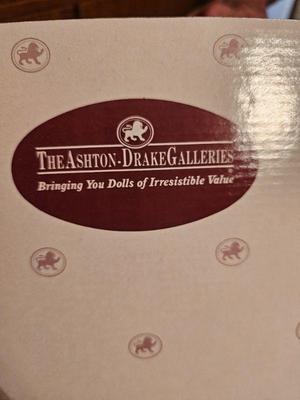 THE ASHTON-DRAKE GALLERIES®
Bringing You Dolls of Irresistible Value®